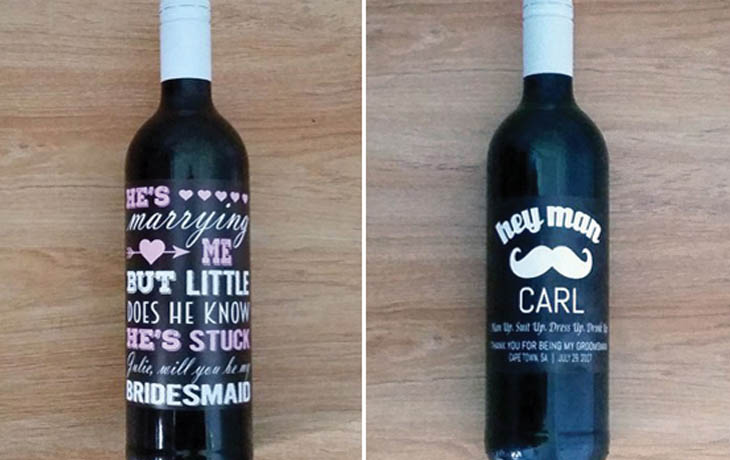 HE'S
marrying
ME
BUT LITTLE
DOES HE KNOW
HE'S STUCK
Julie, will you be my
BRIDESMAID
hey man
CARL
Man Up. Suit Up. Dress Up. Drink Up
THANK YOU FOR BEING MY GROOMSMAN
CAPE TOWN, SA | JULY 29, 2017